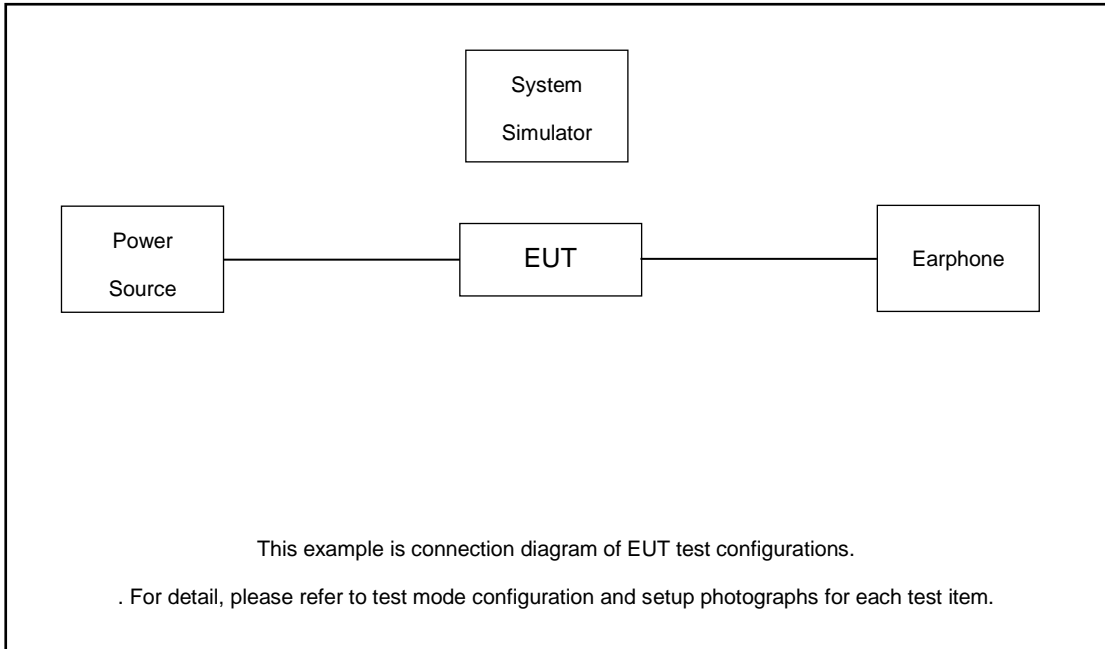 System
Simulator
Power
Source
EUT
Earphone
This example is connection diagram of EUT test configurations.
. For detail, please refer to test mode configuration and setup photographs for each test item.